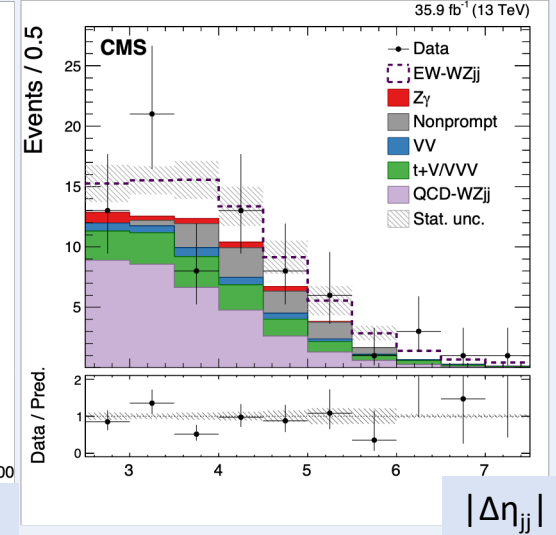 35.9 fb⁻¹ (13 TeV)
CMS
Events / 0.5
25
20
15
10
5
Data
EW-WZjj
Zγ
Nonprompt
VV
t+V/VVV
QCD-WZjj
Stat. unc.
Data / Pred.
2
1
0
3 4 5 6 7
00
|Δη_jj|